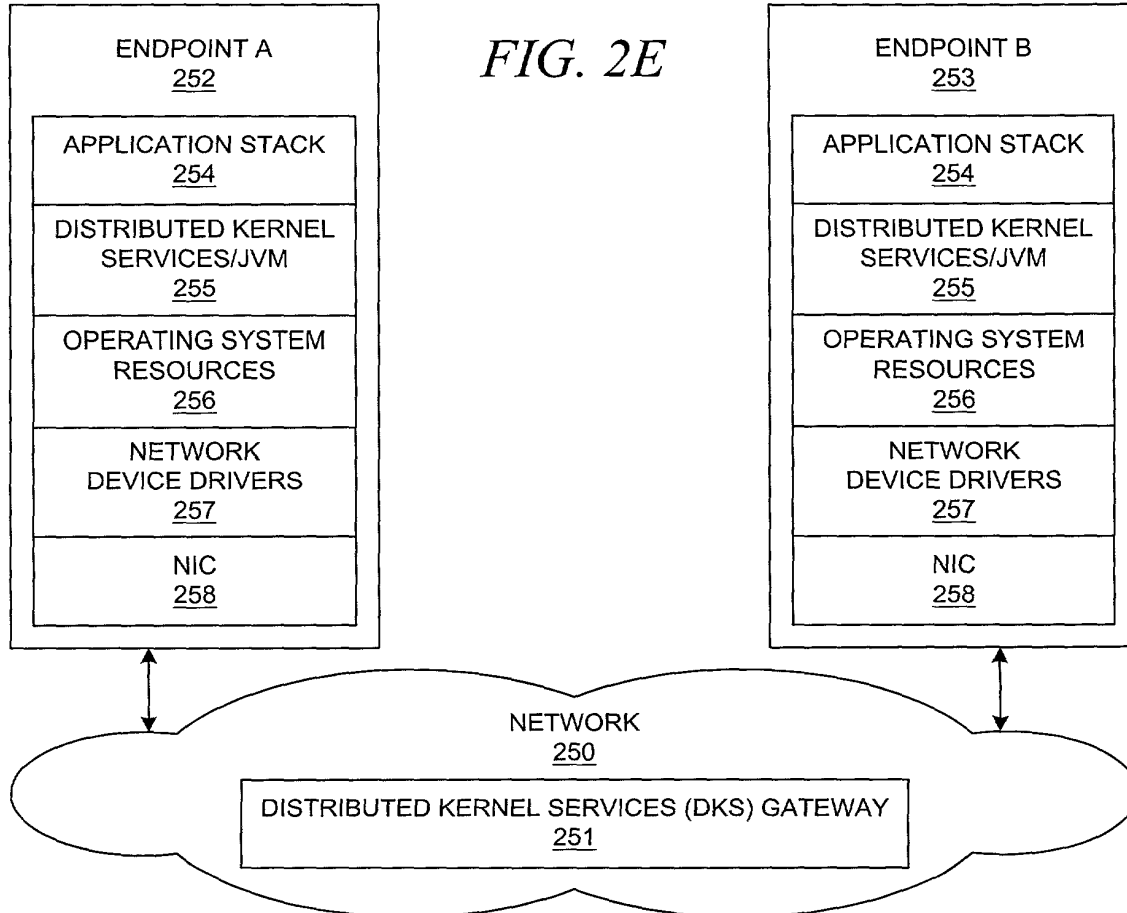 ENDPOINT A
252
APPLICATION STACK
254
DISTRIBUTED KERNEL
SERVICES/JVM
255
OPERATING SYSTEM
RESOURCES
256
NETWORK
DEVICE DRIVERS
257
NIC
258
FIG. 2E
ENDPOINT B
253
APPLICATION STACK
254
DISTRIBUTED KERNEL
SERVICES/JVM
255
OPERATING SYSTEM
RESOURCES
256
NETWORK
DEVICE DRIVERS
257
NIC
258
NETWORK
250
DISTRIBUTED KERNEL SERVICES (DKS) GATEWAY
251